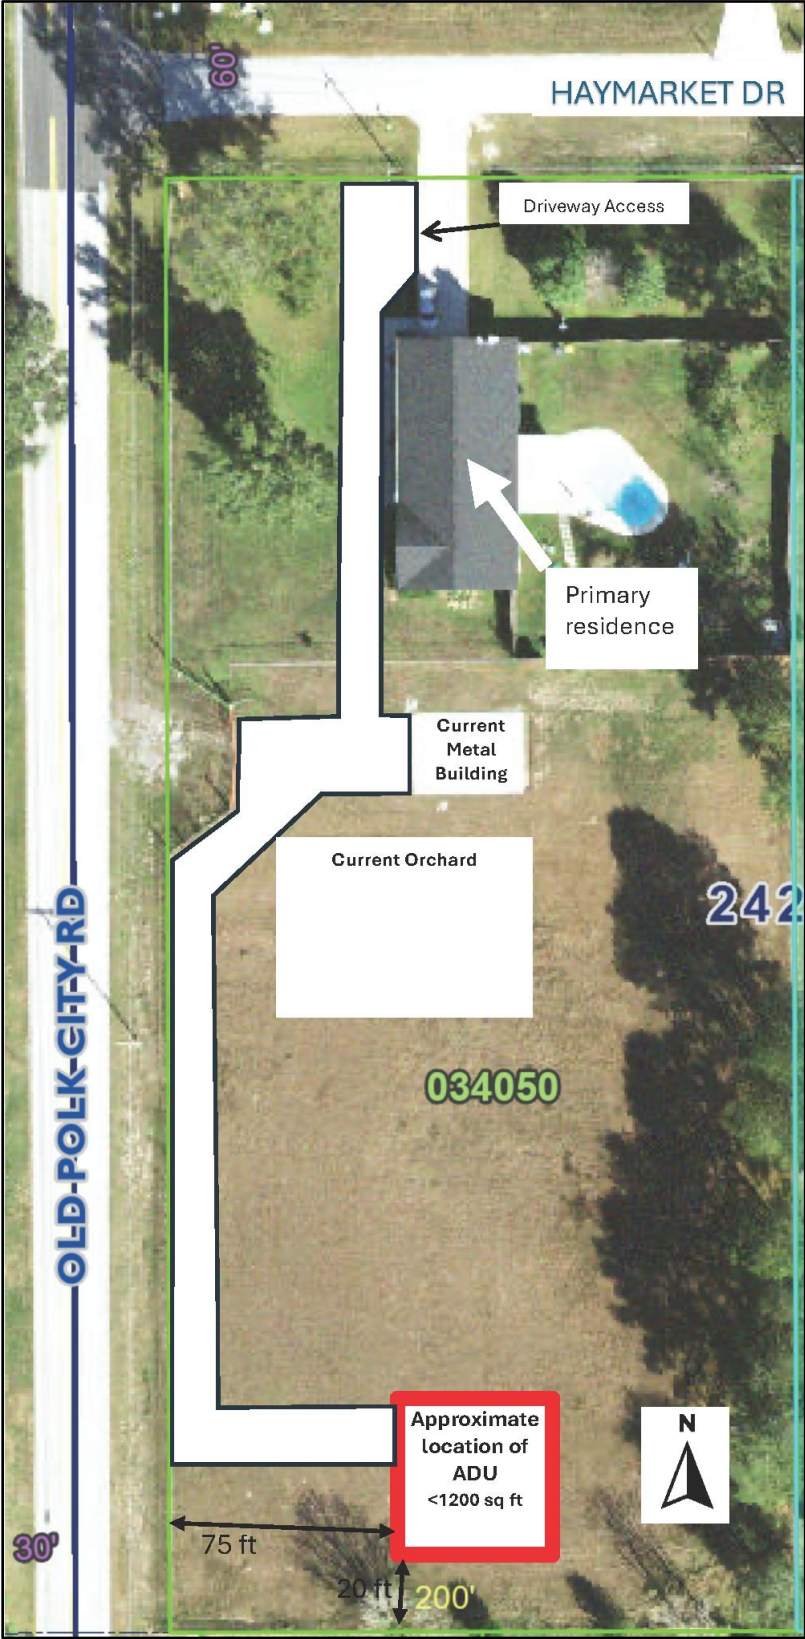 60'
HAYMARKET DR
Driveway Access
Primary
residence
Current
Metal
Building
Current Orchard
242
OLD-POLK-CITY-RD
034050
Approximate
location of
ADU
<1200 sq ft
N
75 ft
30'
20 ft
200'